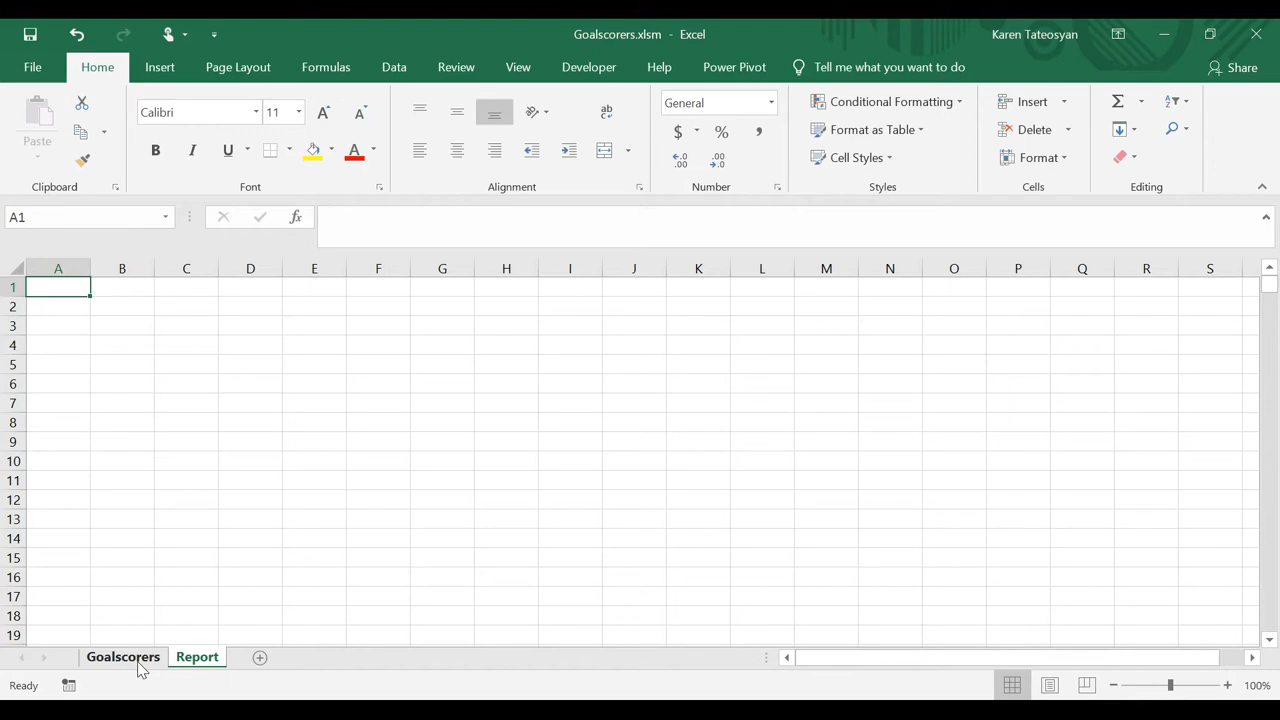 Goalscorers.xlsm - Excel
Karen Tateosyan
File Home Insert Page Layout Formulas Data Review View Developer Help Power Pivot Tell me what you want to do Share
Calibri 11 General Conditional Formatting Insert
Paste B I U A $ % , Format as Table Delete
Cell Styles Format
Clipboard Font Alignment Number Styles Cells Editing
A1 fx
A B C D E F G H I J K L M N O P Q R S
1
2
3
4
5
6
7
8
9
10
11
12
13
14
15
16
17
18
19
Goalscorers Report
Ready 100%